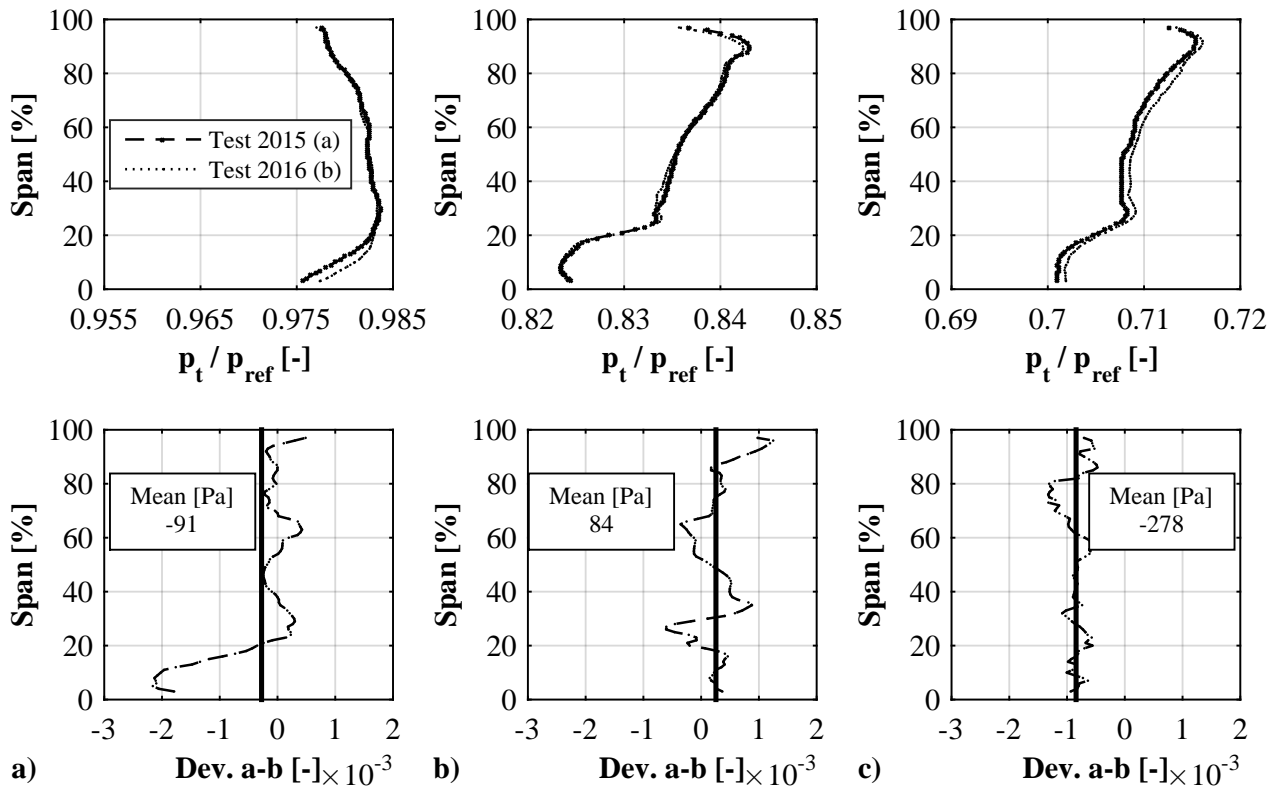 100
80
60
40
20
0
Span [%]
Test 2015 (a)
Test 2016 (b)
0.955 0.965 0.975 0.985
p_t / p_ref [-]
100
80
60
40
20
0
Span [%]
0.82 0.83 0.84 0.85
p_t / p_ref [-]
100
80
60
40
20
0
Span [%]
0.69 0.7 0.71 0.72
p_t / p_ref [-]
100
80
60
40
20
0
Span [%]
Mean [Pa]
-91
-3 -2 -1 0 1 2
a) Dev. a-b [-] ×10^-3
100
80
60
40
20
0
Span [%]
Mean [Pa]
84
-3 -2 -1 0 1 2
b) Dev. a-b [-] ×10^-3
100
80
60
40
20
0
Span [%]
Mean [Pa]
-278
-3 -2 -1 0 1 2
c) Dev. a-b [-] ×10^-3